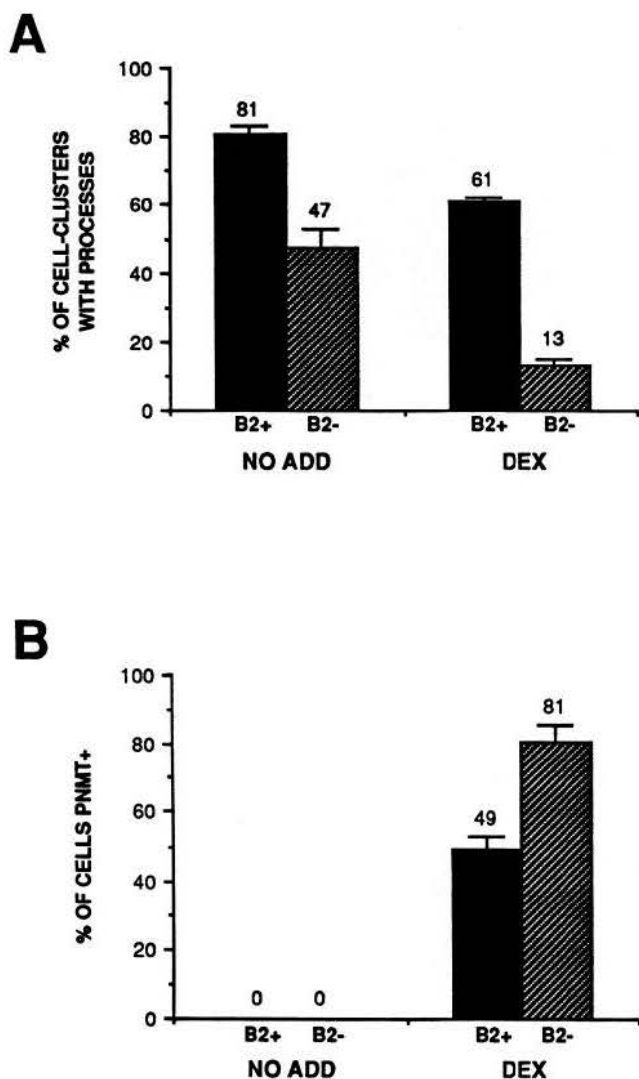 A
% OF CELL-CLUSTERS
WITH PROCESSES
100
80
60
40
20
0
81
47
61
13
B2+ B2- B2+ B2-
NO ADD DEX
B
% OF CELLS PNMT+
100
80
60
40
20
0
0 0
49
81
B2+ B2- B2+ B2-
NO ADD DEX